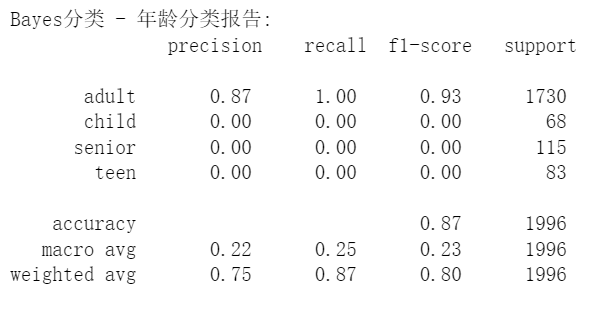 Bayes分类 - 年龄分类报告:
precision recall f1-score support
adult 0.87 1.00 0.93 1730
child 0.00 0.00 0.00 68
senior 0.00 0.00 0.00 115
teen 0.00 0.00 0.00 83
accuracy 0.87 1996
macro avg 0.22 0.25 0.23 1996
weighted avg 0.75 0.87 0.80 1996